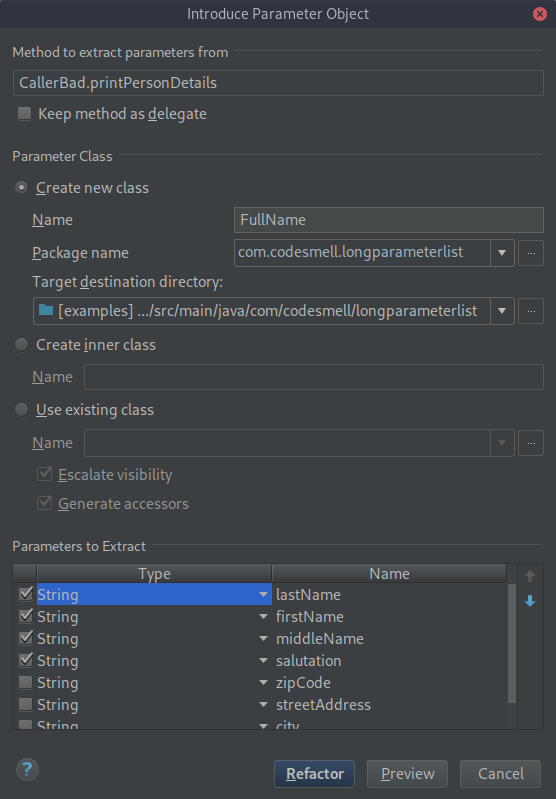 Introduce Parameter Object
Method to extract parameters from
CallerBad.printPersonDetails
Keep method as delegate
Parameter Class
Create new class
Name FullName
Package name com.codesmell.longparameterlist ...
Target destination directory:
[examples] .../src/main/java/com/codesmell/longparameterlist ...
Create inner class
Name
Use existing class
Name ...
Escalate visibility
Generate accessors
Parameters to Extract
Type Name
String lastName
String firstName
String middleName
String salutation
String zipCode
String streetAddress
String city
? Refactor Preview Cancel